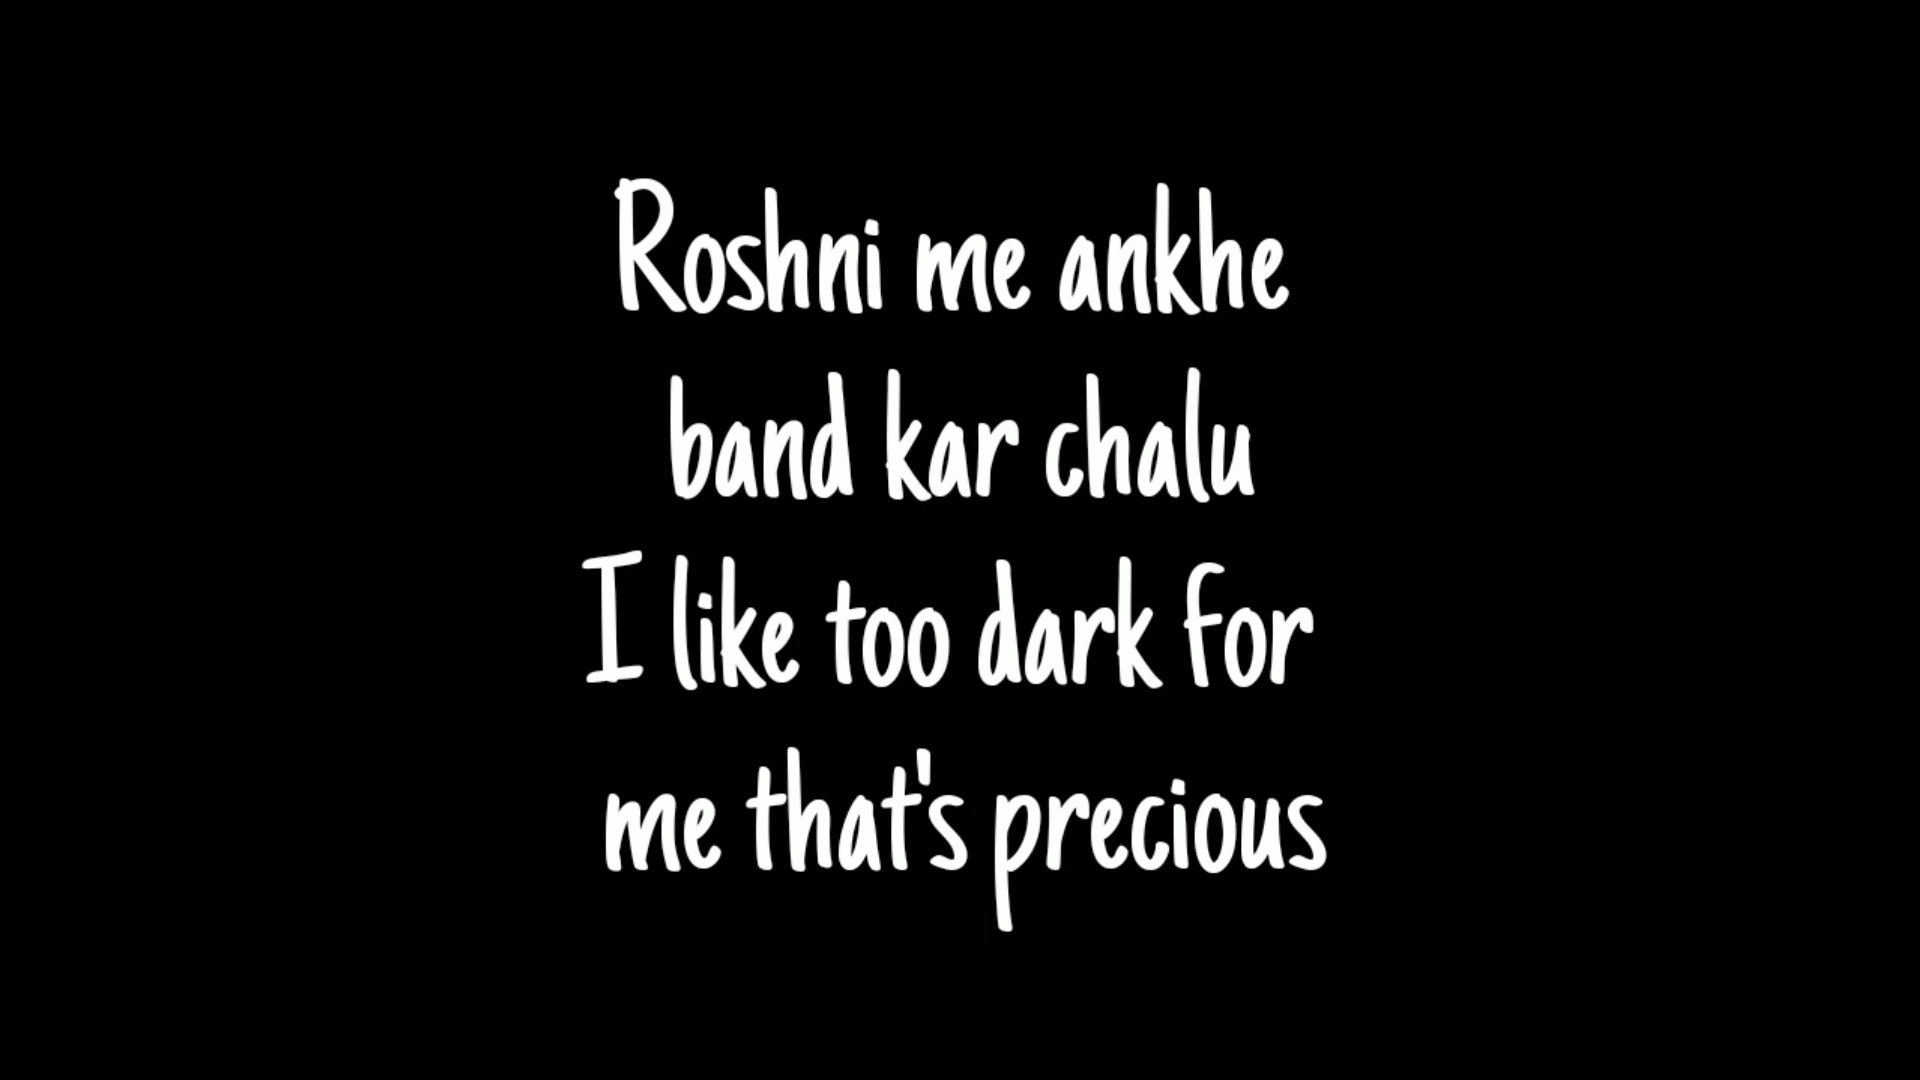 Roshni me ankhe
band kar chalu
I like too dark for
me that's precious